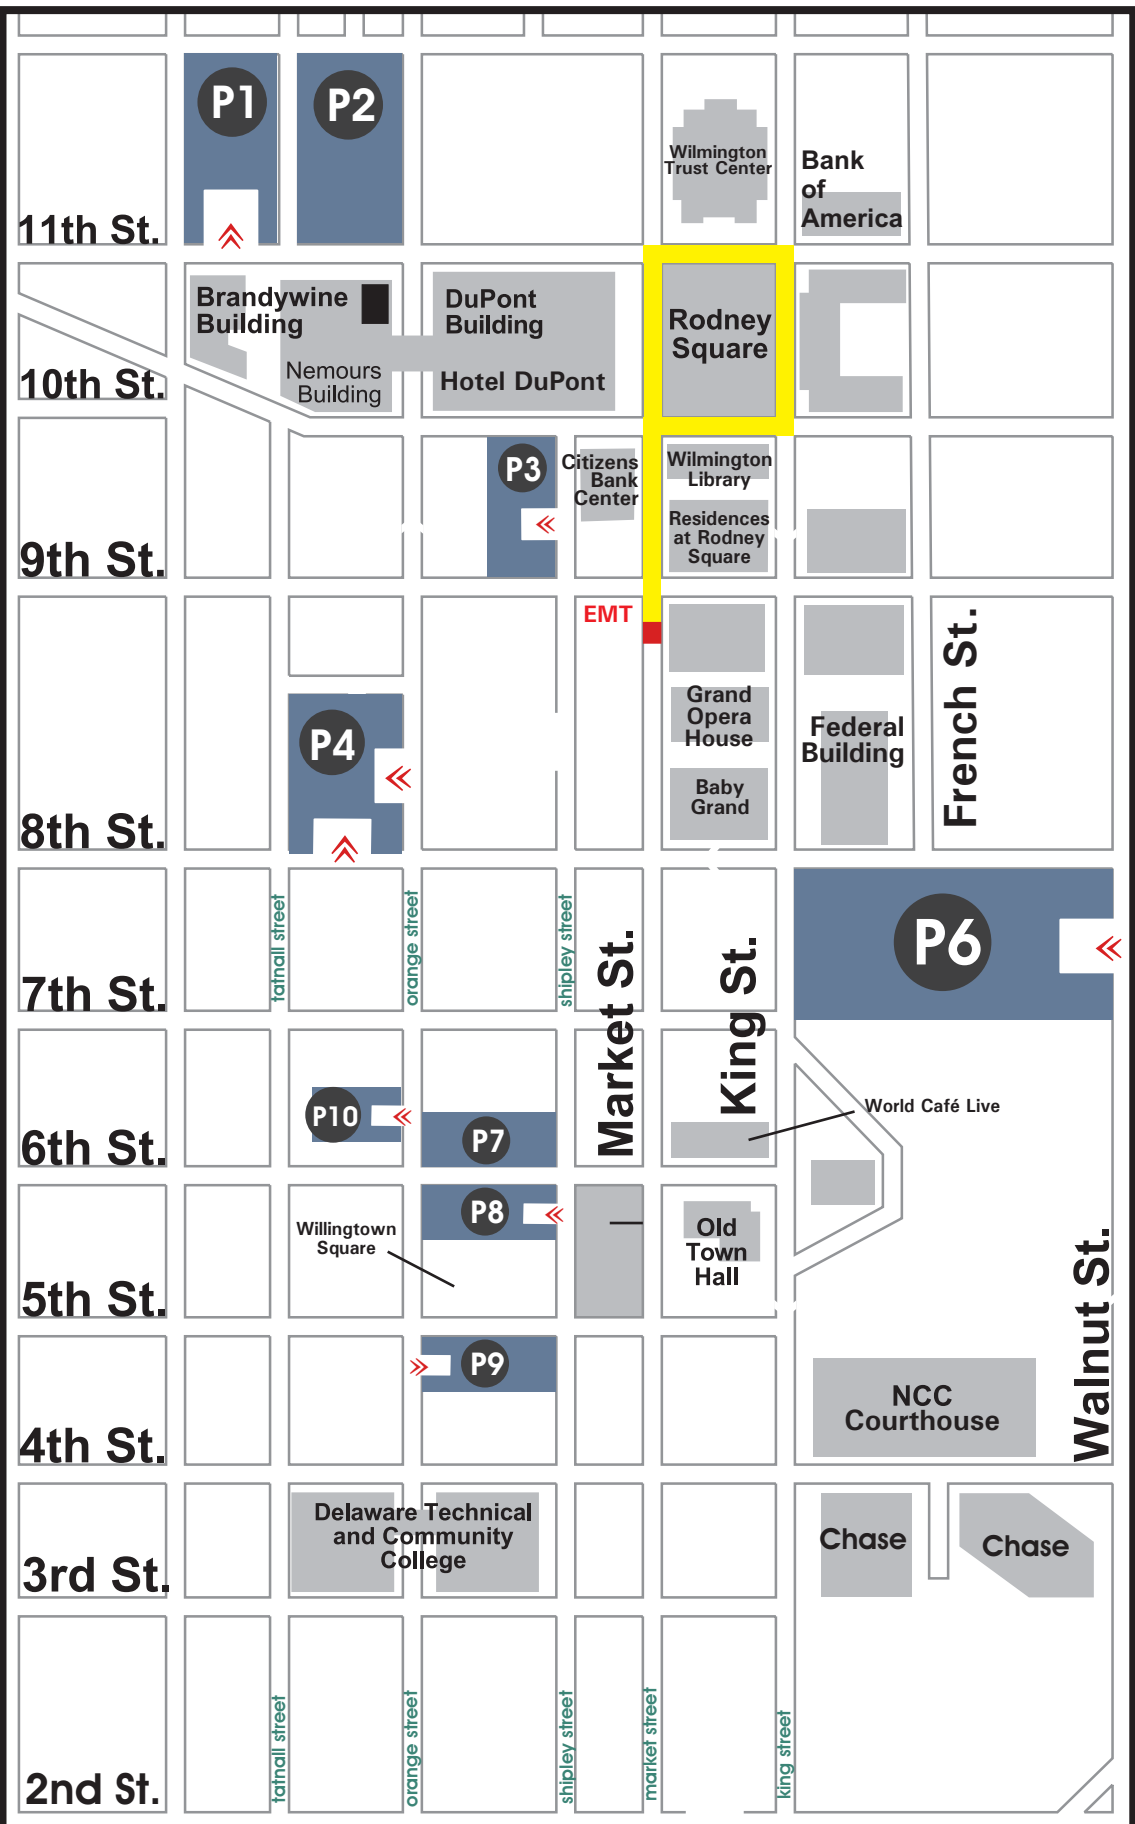 P1
P2
Wilmington
Trust Center
Bank
of
America
11th St.
Brandywine
Building
DuPont
Building
Rodney
Square
Nemours
Building
Hotel DuPont
10th St.
P3
Citizens
Bank
Center
Wilmington
Library
Residences
at Rodney
Square
9th St.
EMT
French St.
Grand
Opera
House
Federal
Building
P4
Baby
Grand
8th St.
tatnall street
orange street
shipley street
Market St.
King St.
P6
7th St.
P10
P7
World Café Live
6th St.
P8
Willingtown
Square
Old
Town
Hall
5th St.
Walnut St.
P9
NCC
Courthouse
4th St.
Delaware Technical
and Community
College
Chase
Chase
3rd St.
tatnall street
orange street
shipley street
market street
king street
2nd St.